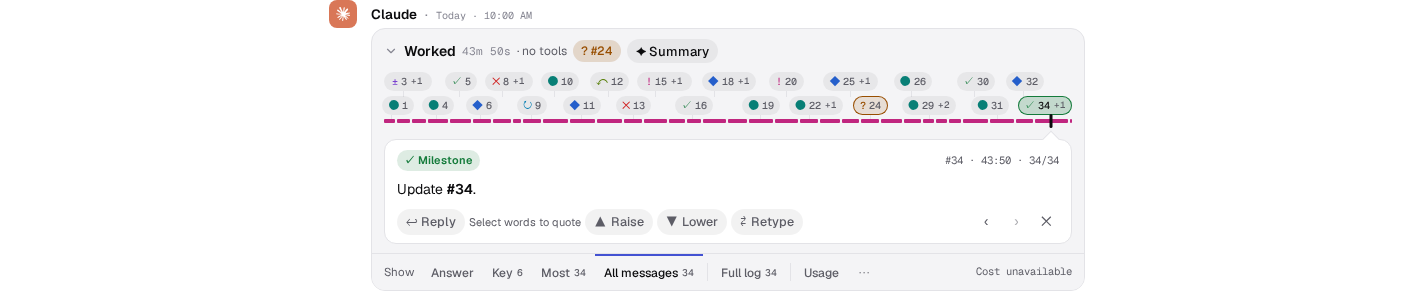 Claude · Today · 10:00 AM
Worked 43m 50s · no tools ? #24 ✦ Summary
± 3 +1 ✓ 5 ✕ 8 +1 10 12 ! 15 +1 18 +1 ! 20 25 +1 26 ✓ 30 32
1 4 6 9 11 ✕ 13 ✓ 16 19 22 +1 ? 24 29 +2 31 ✓ 34 +1
✓ Milestone #34 · 43:50 · 34/34
Update #34.
↩ Reply Select words to quote ▲ Raise ▼ Lower ⇄ Retype ‹ › ✕
Show Answer Key 6 Most 34 All messages 34 Full log 34 Usage ··· Cost unavailable